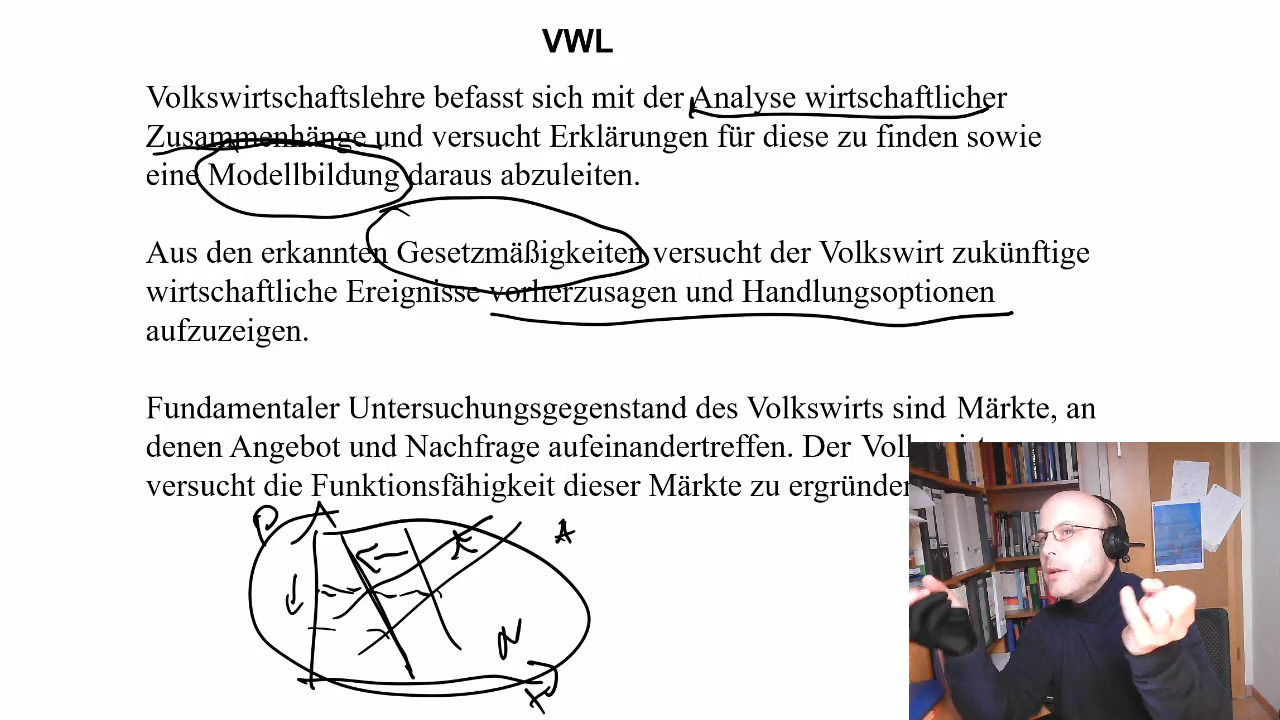 VWL
Volkswirtschaftslehre befasst sich mit der Analyse wirtschaftlicher
Zusammenhänge und versucht Erklärungen für diese zu finden sowie
eine Modellbildung daraus abzuleiten.
Aus den erkannten Gesetzmäßigkeiten versucht der Volkswirt zukünftige
wirtschaftliche Ereignisse vorherzusagen und Handlungsoptionen
aufzuzeigen.
Fundamentaler Untersuchungsgegenstand des Volkswirts sind Märkte, an
denen Angebot und Nachfrage aufeinandertreffen. Der
versucht die Funktionsfähigkeit dieser Märkte zu
P
A
N